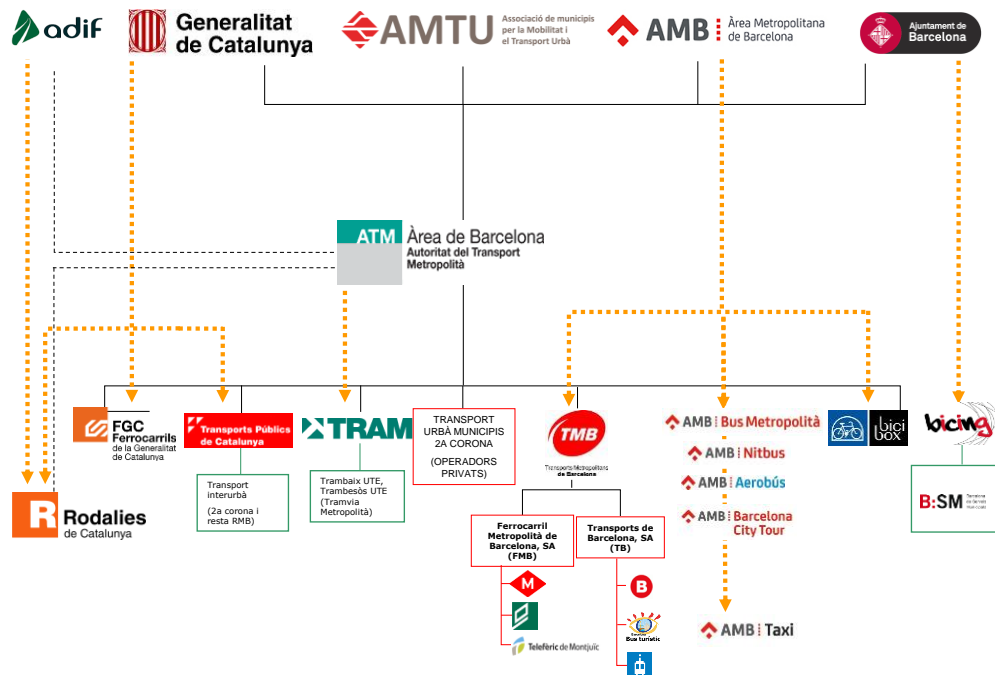 adif
Generalitat
de Catalunya
AMTU
Associació de municipis
per la Mobilitat i
el Transport Urbà
AMB
Àrea Metropolitana
de Barcelona
Ajuntament de
Barcelona
ATM
Àrea de Barcelona
Autoritat del Transport
Metropolità
FGC
Ferrocarrils
de la Generalitat
de Catalunya
Transports Públics
de Catalunya
TRAM
TRANSPORT
URBÀ MUNICIPIS
2A CORONA
(OPERADORS
PRIVATS)
TMB
Transports Metropolitans
de Barcelona
AMB Bus Metropolità
AMB Nitbus
AMB Aerobús
AMB Barcelona
City Tour
AMB Taxi
bici
box
bicing
B:SM
Barcelona
de Serveis
Municipals
Transport
interurbà
(2a corona i
resta RMB)
Trambaix UTE,
Trambesòs UTE
(Tramvia
Metropolità)
R
Rodalies
de Catalunya
Ferrocarril
Metropolità de
Barcelona, SA
(FMB)
Transports de
Barcelona, SA
(TB)
M
Telefèric de Montjuïc
B
Bus turístic